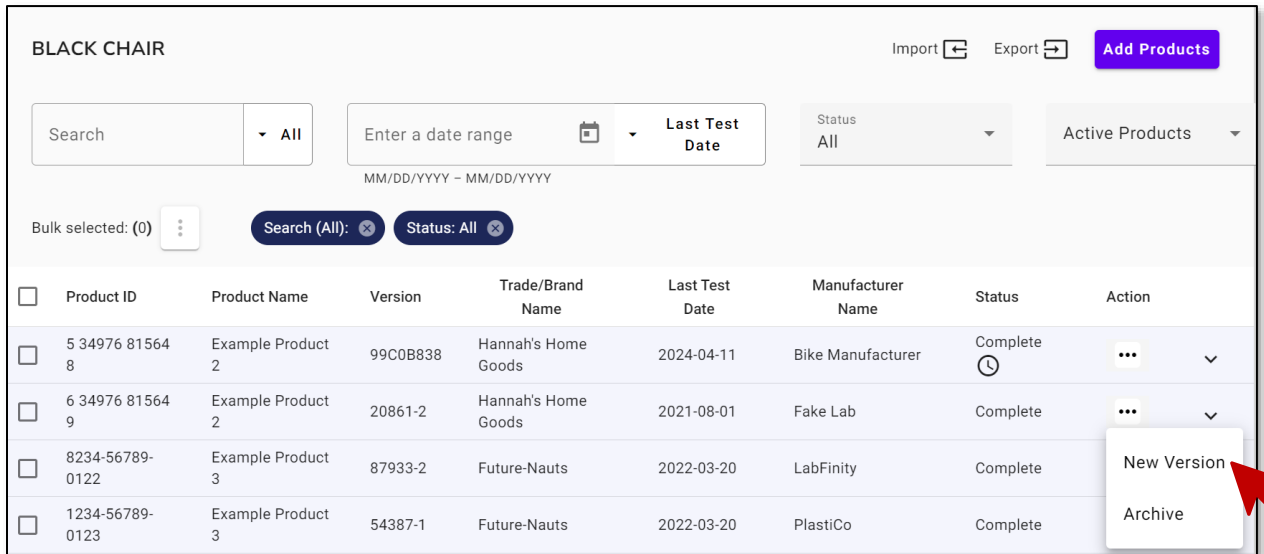 BLACK CHAIR
Import Export Add Products
Search All Enter a date range Last Test Date Status All Active Products
MM/DD/YYYY – MM/DD/YYYY
Bulk selected: (0) Search (All): Status: All
Product ID Product Name Version Trade/Brand Name Last Test Date Manufacturer Name Status Action
5 34976 81564 8 Example Product 2 99C0B838 Hannah's Home Goods 2024-04-11 Bike Manufacturer Complete
6 34976 81564 9 Example Product 2 20861-2 Hannah's Home Goods 2021-08-01 Fake Lab Complete
8234-56789-0122 Example Product 3 87933-2 Future-Nauts 2022-03-20 LabFinity Complete
New Version
1234-56789-0123 Example Product 3 54387-1 Future-Nauts 2022-03-20 PlastiCo Complete
Archive